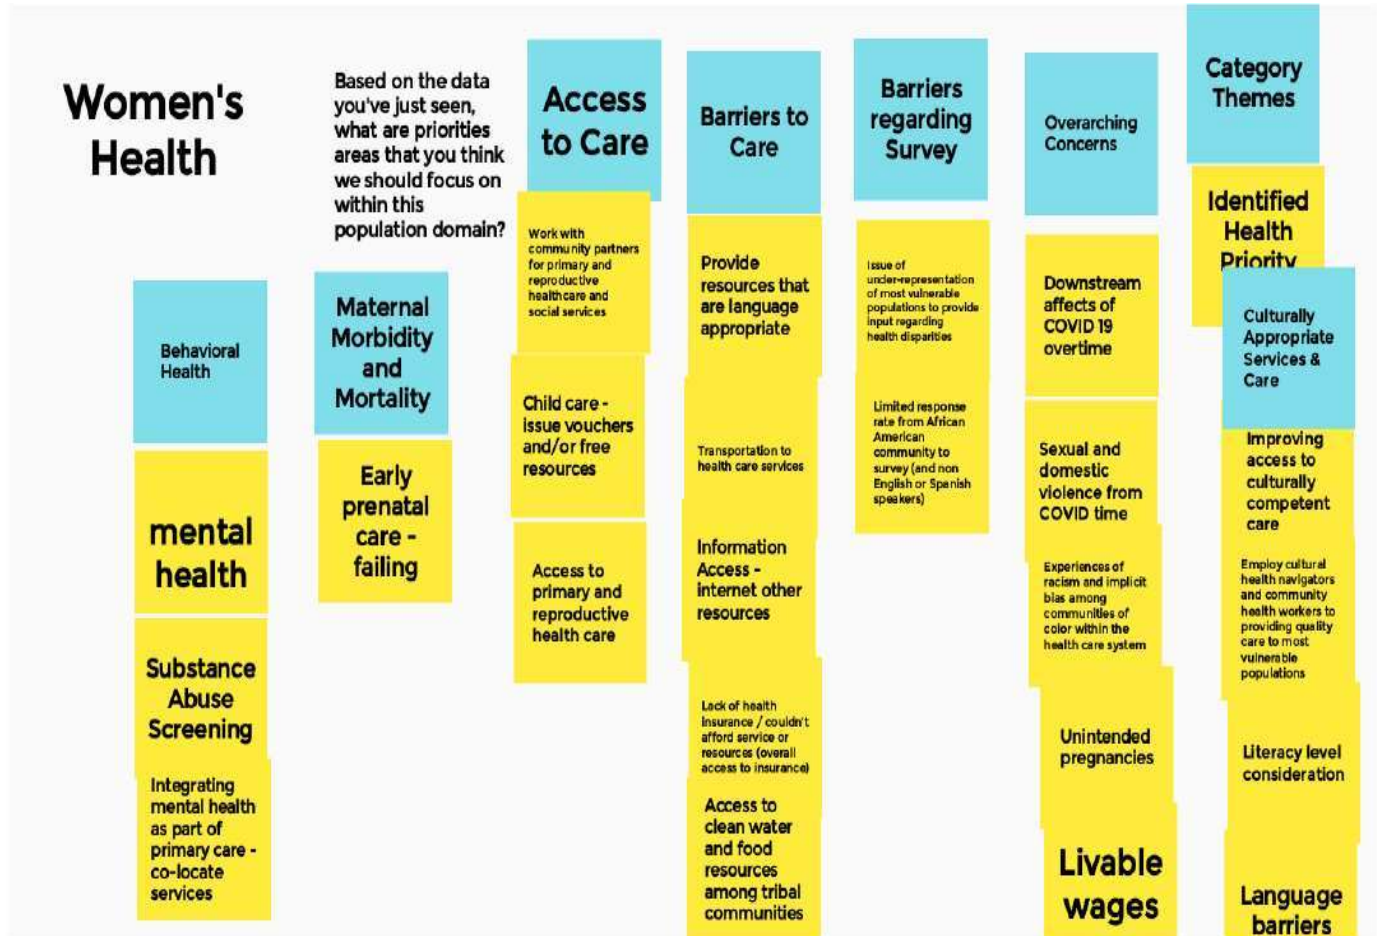 Women's
Health
Based on the data
you've just seen,
what are priorities
areas that you think
we should focus on
within this
population domain?
Behavioral
Health
mental
health
Substance
Abuse
Screening
Integrating
mental health
as part of
primary care -
co-locate
services
Maternal
Morbidity
and
Mortality
Early
prenatal
care -
failing
Access
to Care
Work with
community partners
for primary and
reproductive
healthcare and
social services
Child care -
issue vouchers
and/or free
resources
Access to
primary and
reproductive
health care
Barriers to
Care
Provide
resources that
are language
appropriate
Transportation to
health care services
Information
Access -
internet other
resources
Lack of health
insurance / couldn't
afford service or
resources (overall
access to insurance)
Access to
clean water
and food
resources
among tribal
communities
Barriers
regarding
Survey
Issue of
under-representation
of most vulnerable
populations to provide
input regarding
health disparities
Limited response
rate from African
American
community to
survey (and non
English or Spanish
speakers)
Overarching
Concerns
Downstream
affects of
COVID 19
overtime
Sexual and
domestic
violence from
COVID time
Experiences of
racism and implicit
bias among
communities of
color within the
health care system
Unintended
pregnancies
Livable
wages
Category
Themes
Identified
Health
Priority
Culturally
Appropriate
Services &
Care
Improving
access to
culturally
competent
care
Employ cultural
health navigators
and community
health workers to
providing quality
care to most
vulnerable
populations
Literacy level
consideration
Language
barriers